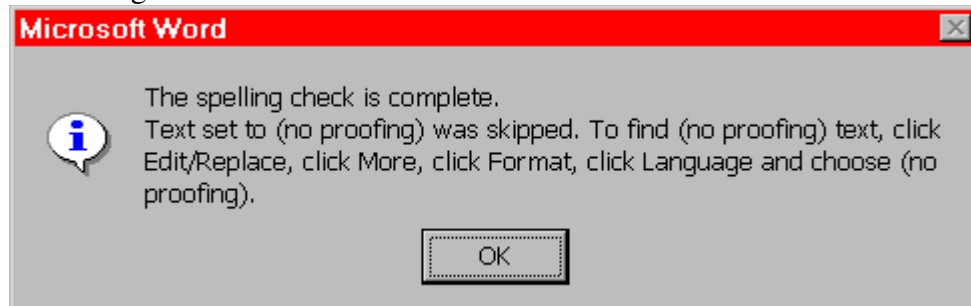 Microsoft Word
The spelling check is complete.
Text set to (no proofing) was skipped. To find (no proofing) text, click
Edit/Replace, click More, click Format, click Language and choose (no
proofing).
OK